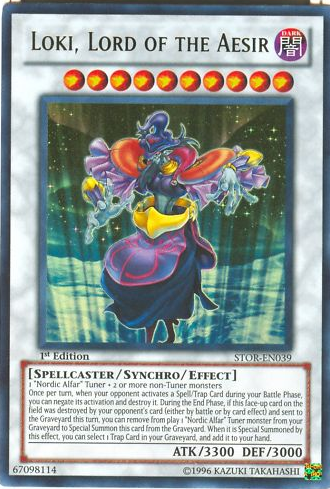 LOKI, LORD OF THE AESIR
DARK
闇
1st Edition
STOR-EN039
[SPELLCASTER/SYNCHRO/EFFECT]
1 "Nordic Alfar" Tuner + 2 or more non-Tuner monsters
Once per turn, when your opponent activates a Spell/Trap Card during your Battle Phase,
you can negate its activation and destroy it. During the End Phase, if this face-up card on the
field was destroyed by your opponent's card (either by battle or by card effect) and sent to
the Graveyard this turn, you can remove from play 1 "Nordic Alfar" Tuner monster from
your Graveyard to Special Summon this card from the Graveyard. When it is Special Summoned by
this effect, you can select 1 Trap Card in your Graveyard, and add it to your hand.
ATK/3300 DEF/3000
67098114
©1996 KAZUKI TAKAHASHI